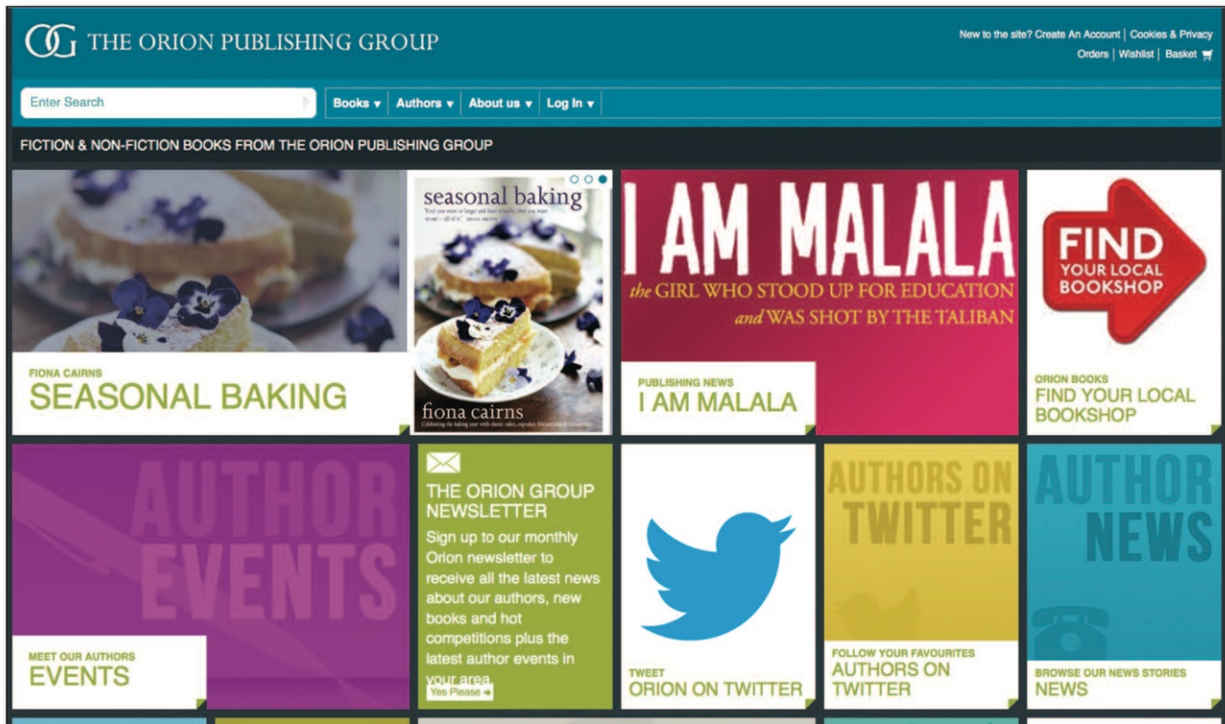 OG THE ORION PUBLISHING GROUP
New to the site? Create An Account | Cookies & Privacy
Orders | Wishlist | Basket
Enter Search
Books ▾ Authors ▾ About us ▾ Log In ▾
FICTION & NON-FICTION BOOKS FROM THE ORION PUBLISHING GROUP
FIONA CAIRNS
SEASONAL BAKING
seasonal baking
fiona cairns
I AM MALALA
the GIRL WHO STOOD UP FOR EDUCATION
and WAS SHOT BY THE TALIBAN
PUBLISHING NEWS
I AM MALALA
FIND
YOUR LOCAL
BOOKSHOP
ORION BOOKS
FIND YOUR LOCAL
BOOKSHOP
AUTHOR
EVENTS
MEET OUR AUTHORS
EVENTS
THE ORION GROUP
NEWSLETTER
Sign up to our monthly
Orion newsletter to
receive all the latest news
about our authors, new
books and hot
competitions plus the
latest author events in
your area.
Yes Please
TWEET
ORION ON TWITTER
AUTHORS ON
TWITTER
FOLLOW YOUR FAVOURITES
AUTHORS ON
TWITTER
AUTHOR
NEWS
BROWSE OUR NEWS STORIES
NEWS